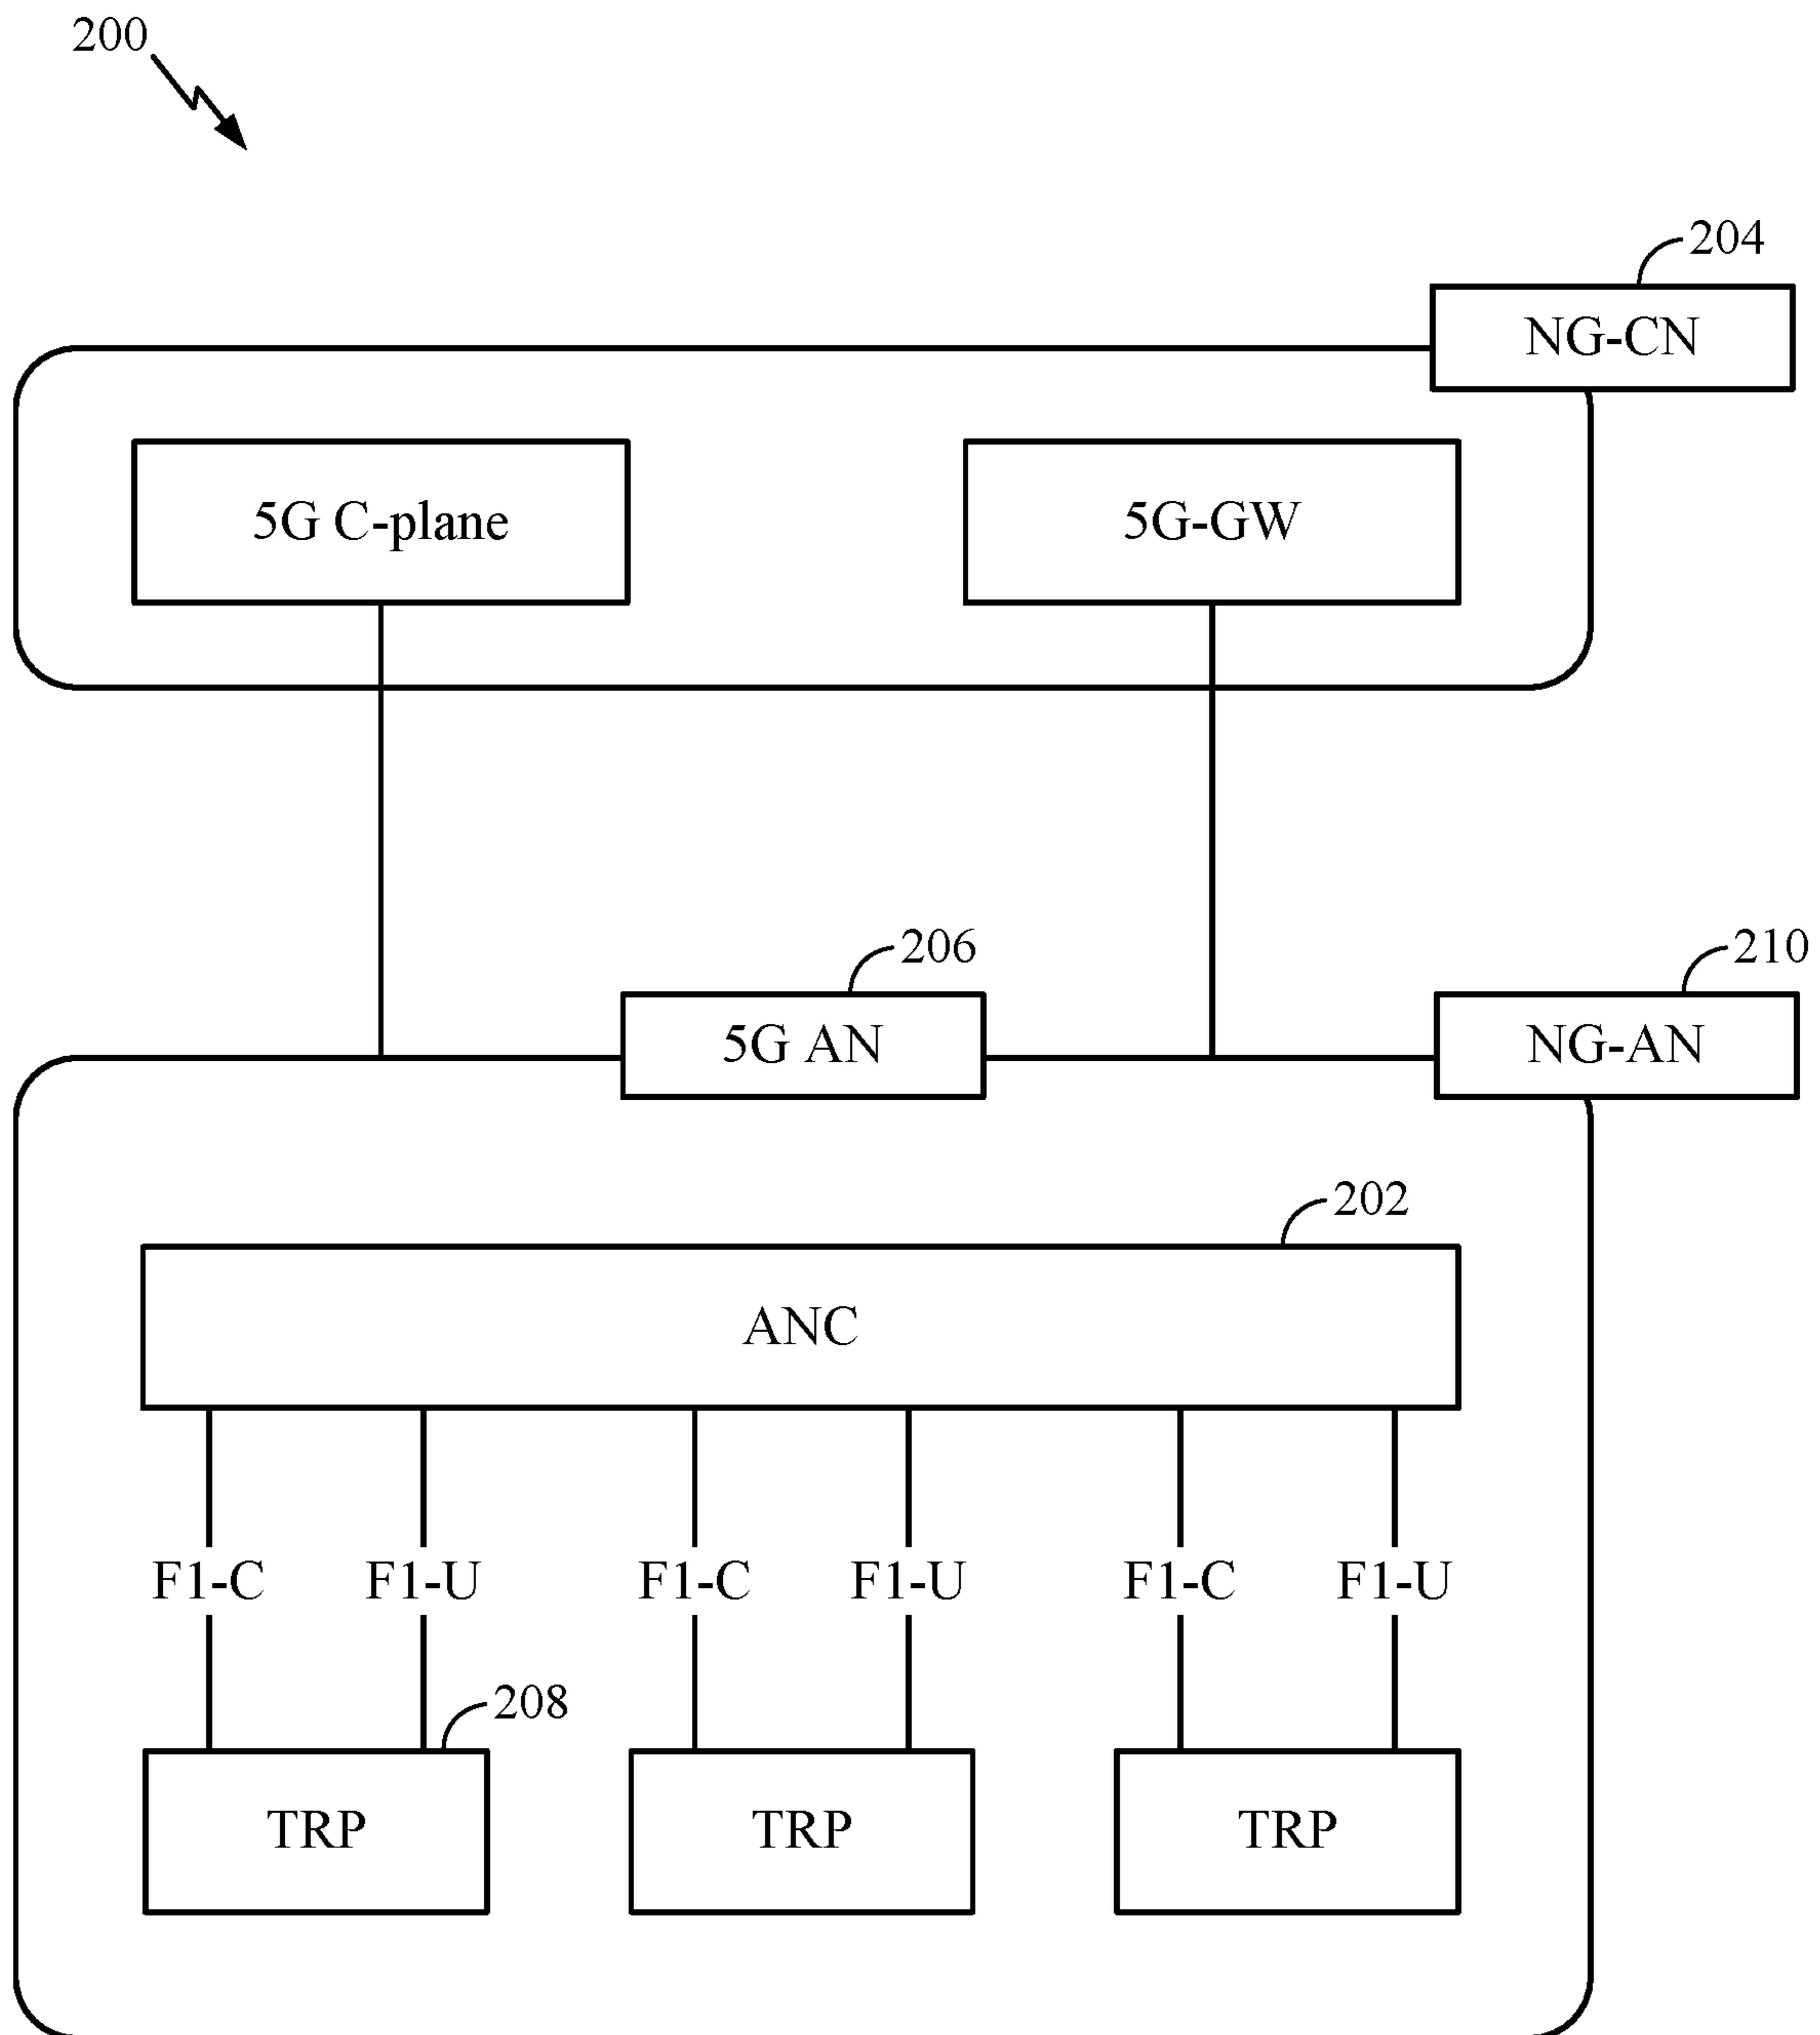 200
204
NG-CN
5G C-plane
5G-GW
206
210
5G AN
NG-AN
202
ANC
F1-C
F1-U
F1-C
F1-U
F1-C
F1-U
208
TRP
TRP
TRP